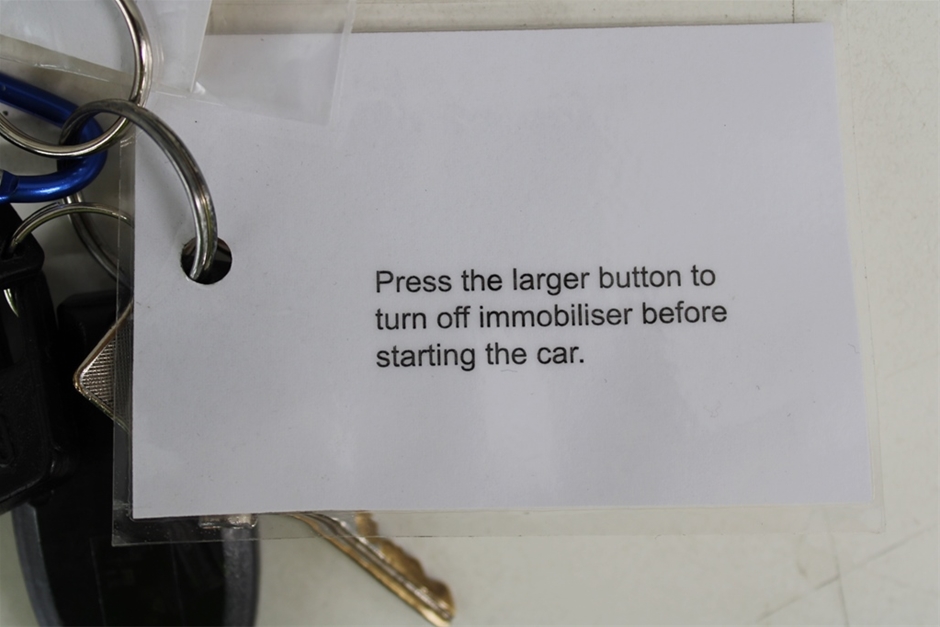 Press the larger button to
turn off immobiliser before
starting the car.